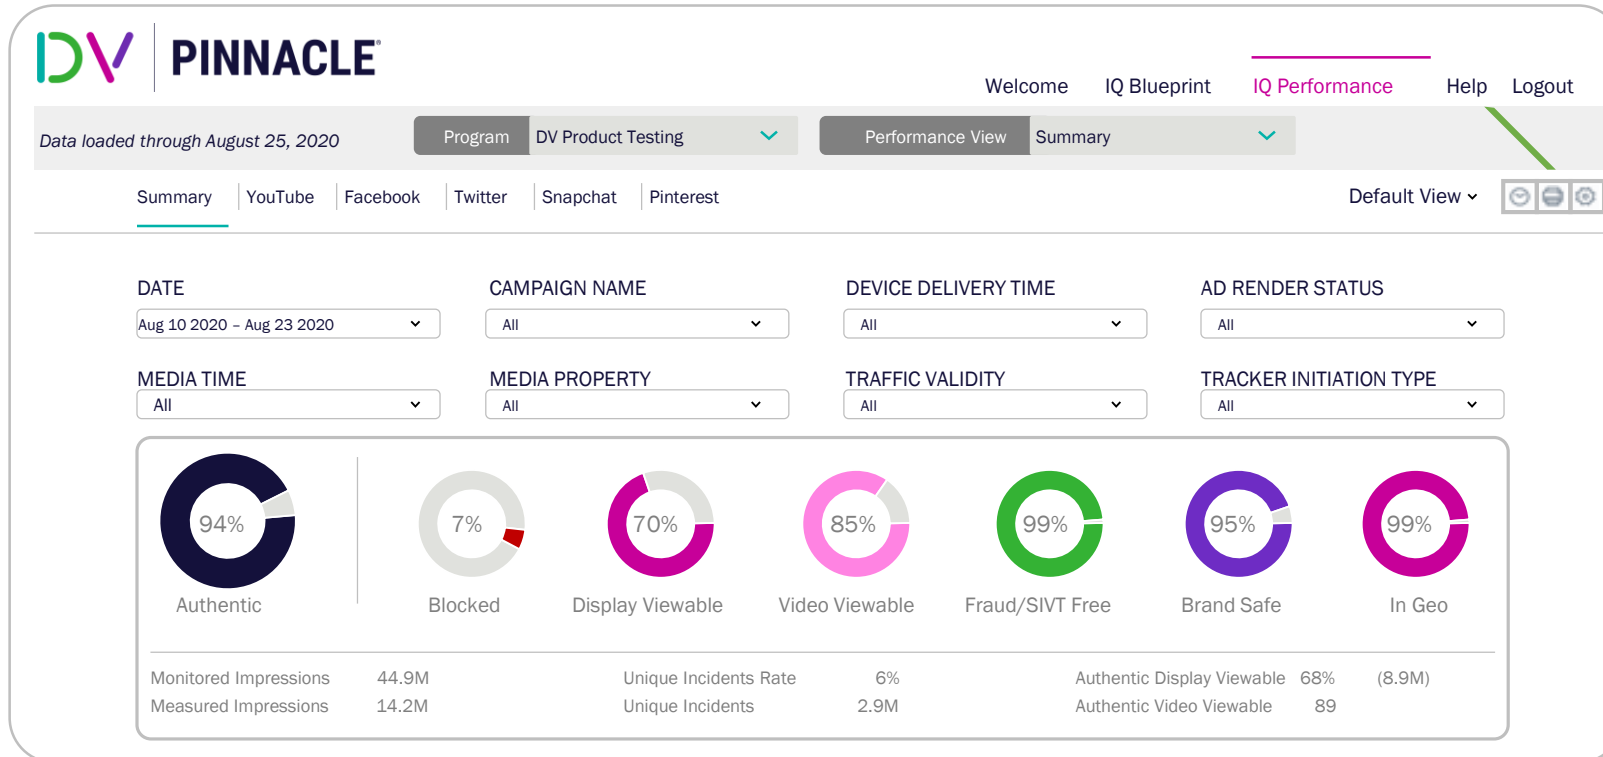 DV PINNACLE®
Welcome IQ Blueprint IQ Performance Help Logout
Data loaded through August 25, 2020 Program DV Product Testing Performance View Summary
Summary YouTube Facebook Twitter Snapchat Pinterest Default View
DATE CAMPAIGN NAME DEVICE DELIVERY TIME AD RENDER STATUS
Aug 10 2020 – Aug 23 2020 All All All
MEDIA TIME MEDIA PROPERTY TRAFFIC VALIDITY TRACKER INITIATION TYPE
All All All All
94% 7% 70% 85% 99% 95% 99%
Authentic Blocked Display Viewable Video Viewable Fraud/SIVT Free Brand Safe In Geo
Monitored Impressions 44.9M Unique Incidents Rate 6% Authentic Display Viewable 68% (8.9M)
Measured Impressions 14.2M Unique Incidents 2.9M Authentic Video Viewable 89